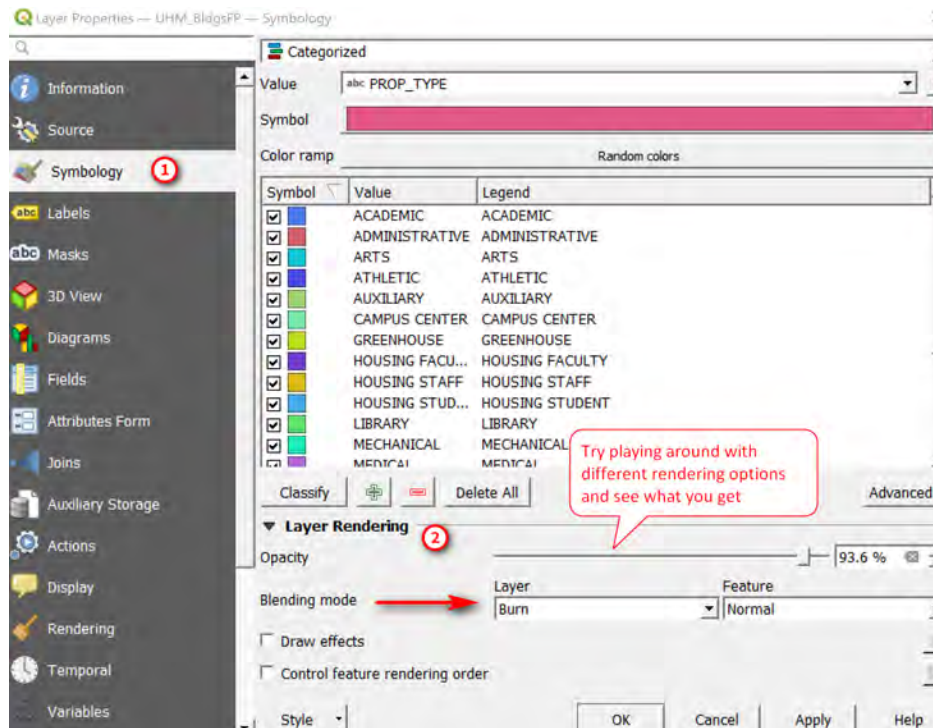 Layer Properties — UHM_BldgsFP — Symbology
Categorized
Information
Value abc PROP_TYPE
Source
Symbol
Symbology 1
Color ramp Random colors
Symbol Value Legend
Labels
ACADEMIC ACADEMIC
ADMINISTRATIVE ADMINISTRATIVE
Masks
ARTS ARTS
ATHLETIC ATHLETIC
3D View
AUXILIARY AUXILIARY
CAMPUS CENTER CAMPUS CENTER
Diagrams
GREENHOUSE GREENHOUSE
HOUSING FACU... HOUSING FACULTY
Fields
HOUSING STAFF HOUSING STAFF
HOUSING STUD... HOUSING STUDENT
Attributes Form
LIBRARY LIBRARY
MECHANICAL MECHANICAL
Joins
MEDICAL MEDICAL
Try playing around with
different rendering options
and see what you get
Auxiliary Storage
Classify Delete All Advanced
Layer Rendering
2
Actions
Opacity 93.6 %
Display
Layer Feature
Blending mode Burn Normal
Rendering
Draw effects
Temporal
Control feature rendering order
Variables
Style OK Cancel Apply Help
abc
abc